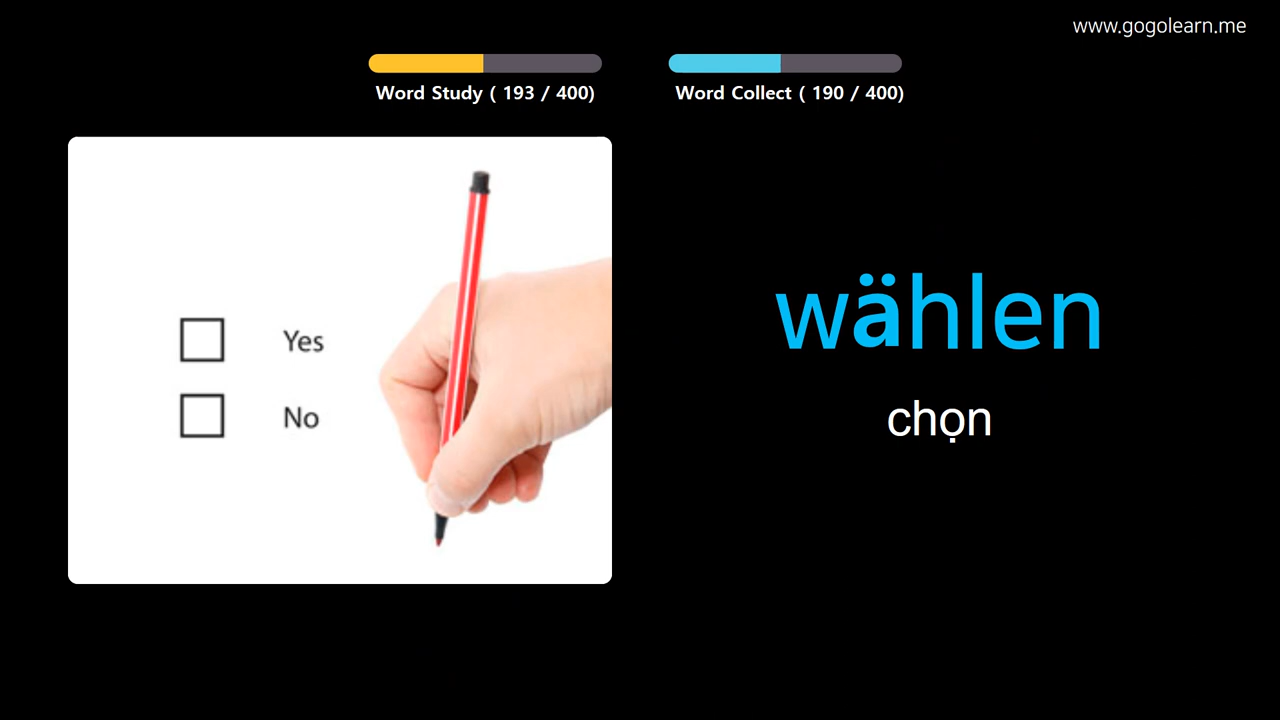 www.gogolearn.me
Word Study ( 193 / 400)
Word Collect ( 190 / 400)
Yes
No
wählen
chọn